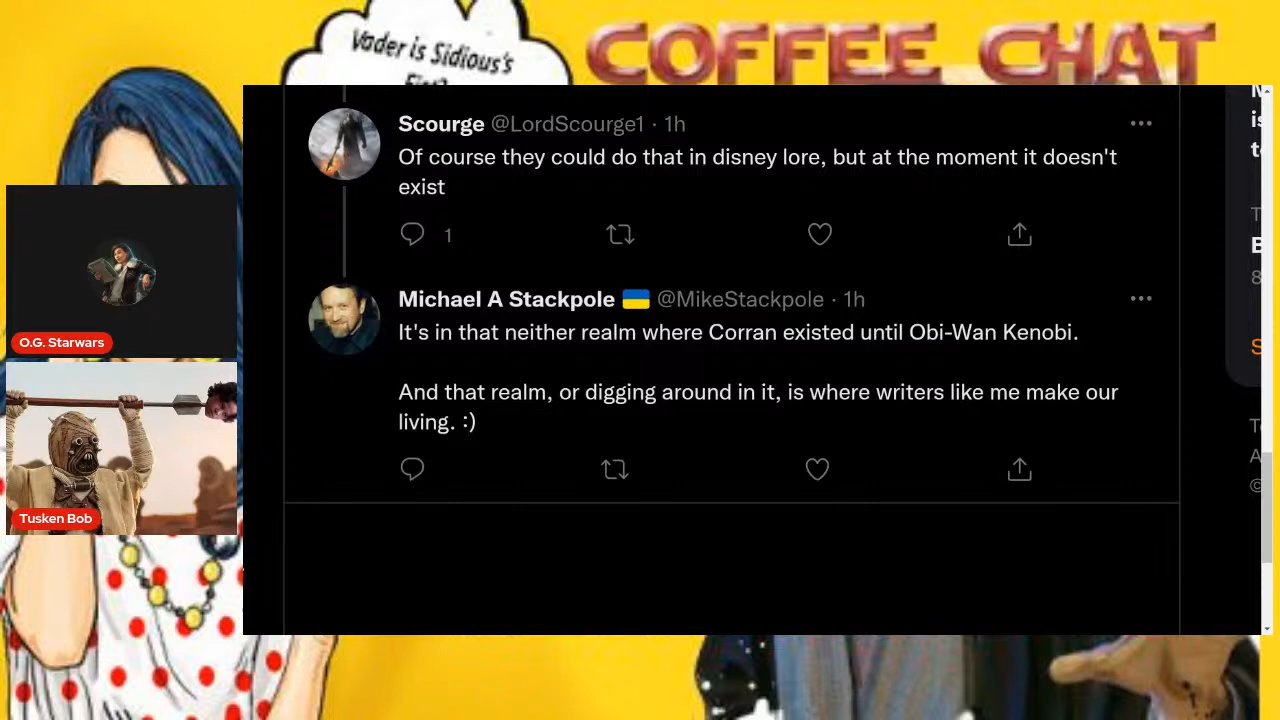 Vader is Sidious's
COFFEE CHAT
Scourge @LordScourge1 · 1h
Of course they could do that in disney lore, but at the moment it doesn't
exist
1
Michael A Stackpole 🇺🇦 @MikeStackpole · 1h
It's in that neither realm where Corran existed until Obi-Wan Kenobi.
And that realm, or digging around in it, is where writers like me make our
living. :)
O.G. Starwars
Tusken Bob